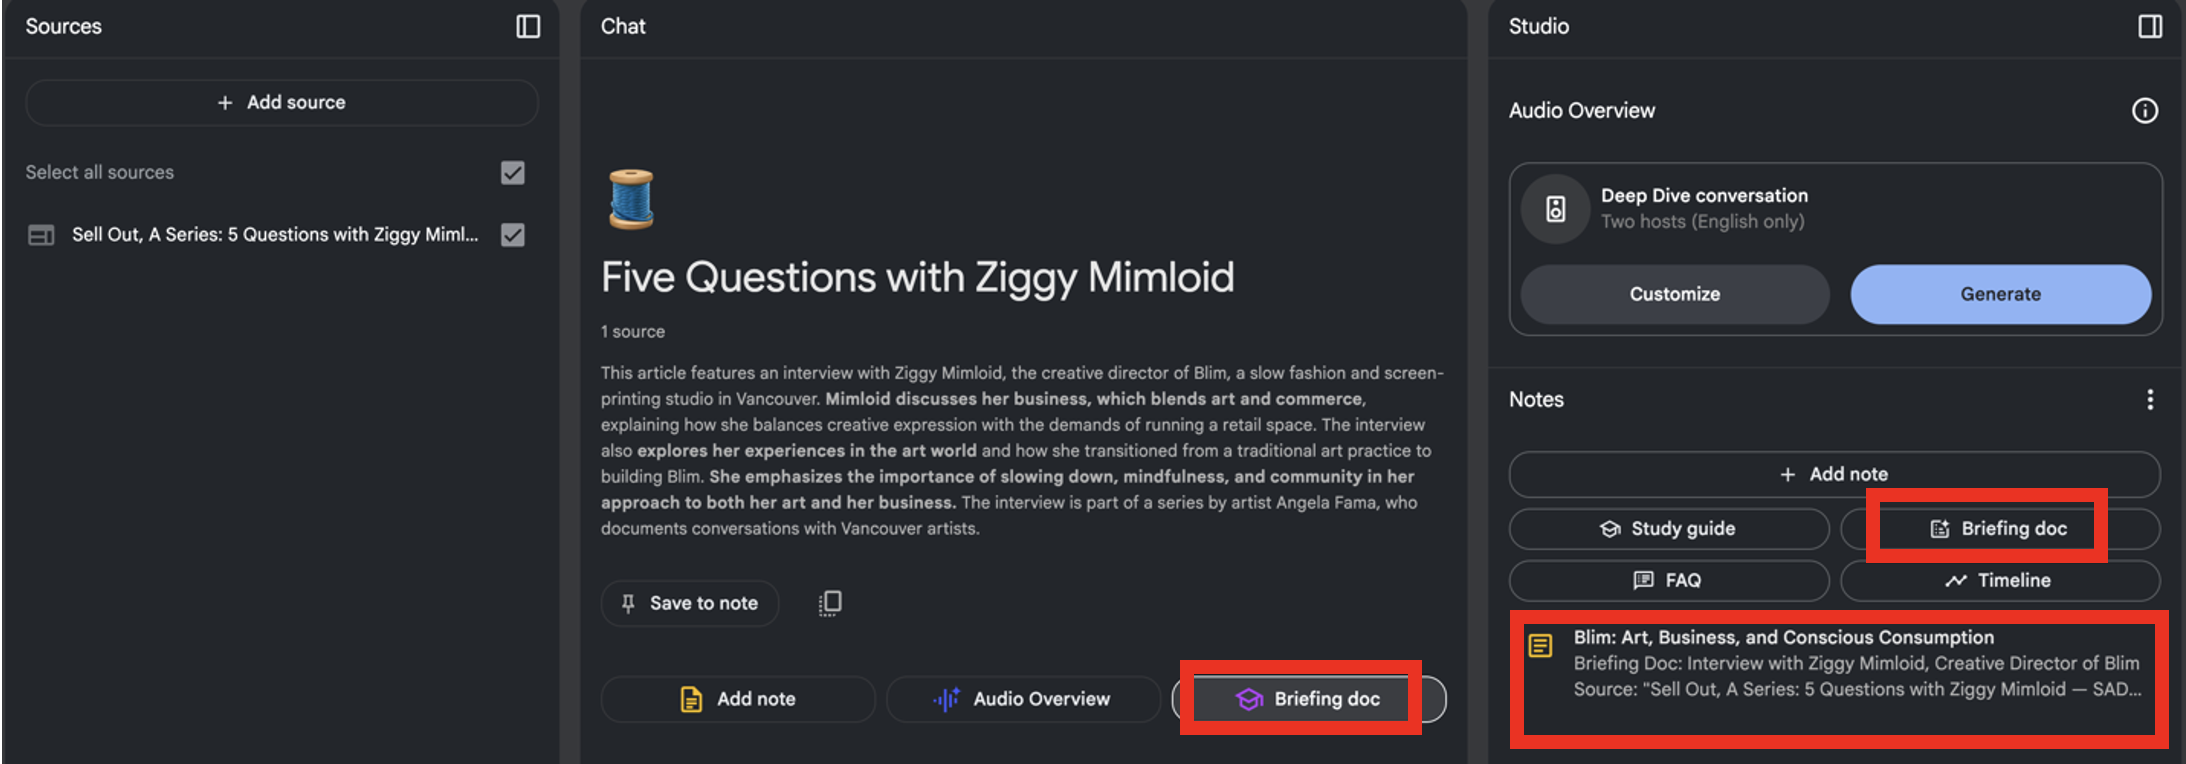 Sources
Add source
Select all sources
Sell Out, A Series: 5 Questions with Ziggy Miml...
Chat
Five Questions with Ziggy Mimloid
1 source
This article features an interview with Ziggy Mimloid, the creative director of Blim, a slow fashion and screen-
printing studio in Vancouver. Mimloid discusses her business, which blends art and commerce,
explaining how she balances creative expression with the demands of running a retail space. The interview
also explores her experiences in the art world and how she transitioned from a traditional art practice to
building Blim. She emphasizes the importance of slowing down, mindfulness, and community in her
approach to both her art and her business. The interview is part of a series by artist Angela Fama, who
documents conversations with Vancouver artists.
Save to note
Add note
Audio Overview
Briefing doc
Studio
Audio Overview
Deep Dive conversation
Two hosts (English only)
Customize
Generate
Notes
Add note
Study guide
Briefing doc
FAQ
Timeline
Blim: Art, Business, and Conscious Consumption
Briefing Doc: Interview with Ziggy Mimloid, Creative Director of Blim
Source: "Sell Out, A Series: 5 Questions with Ziggy Mimloid — SAD...